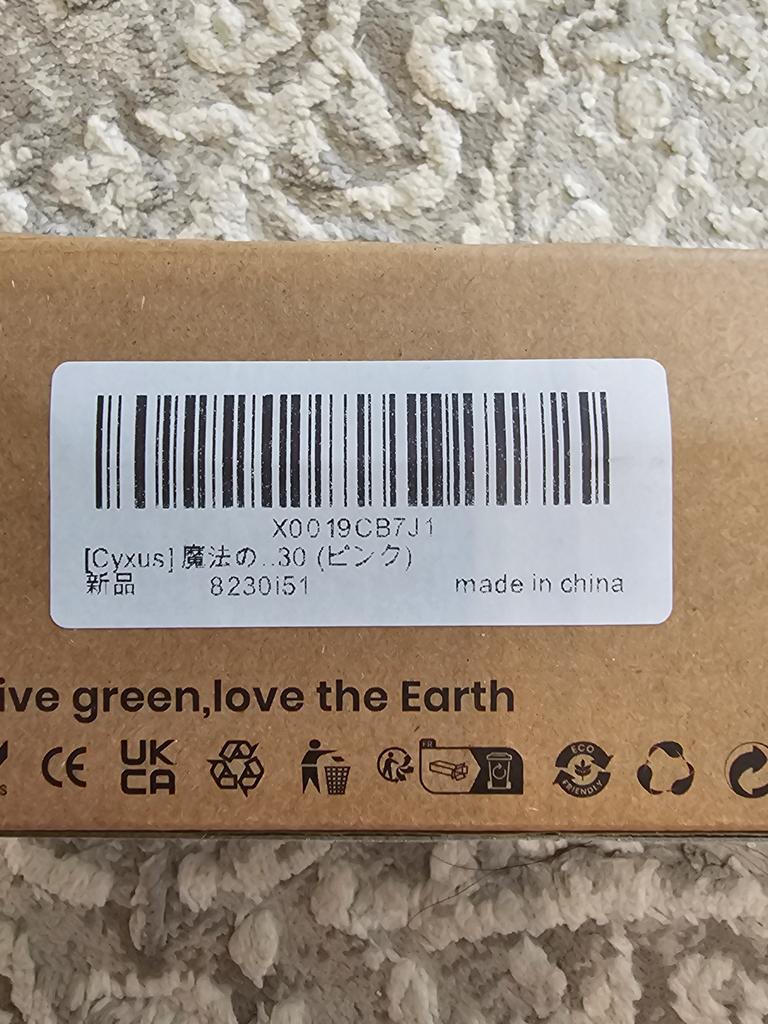 X0019CB7J1
[Cyxus] 魔法の...30 (ピンク)
新品 8230i51 made in china
ive green,love the Earth
CE UK CA FR ECO FRIENDLY